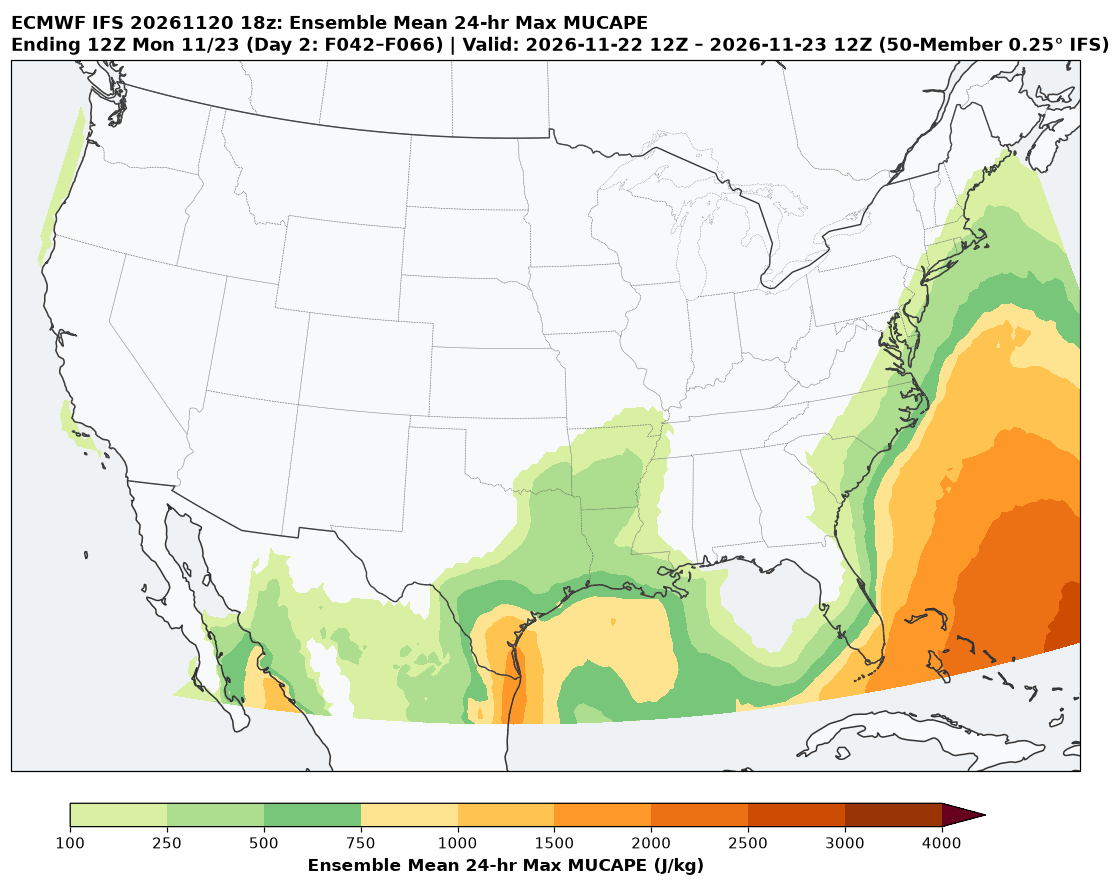 ECMWF IFS 20261120 18z: Ensemble Mean 24-hr Max MUCAPE
Ending 12Z Mon 11/23 (Day 2: F042–F066) | Valid: 2026-11-22 12Z – 2026-11-23 12Z (50-Member 0.25° IFS)
100 250 500 750 1000 1500 2000 2500 3000 4000
Ensemble Mean 24-hr Max MUCAPE (J/kg)